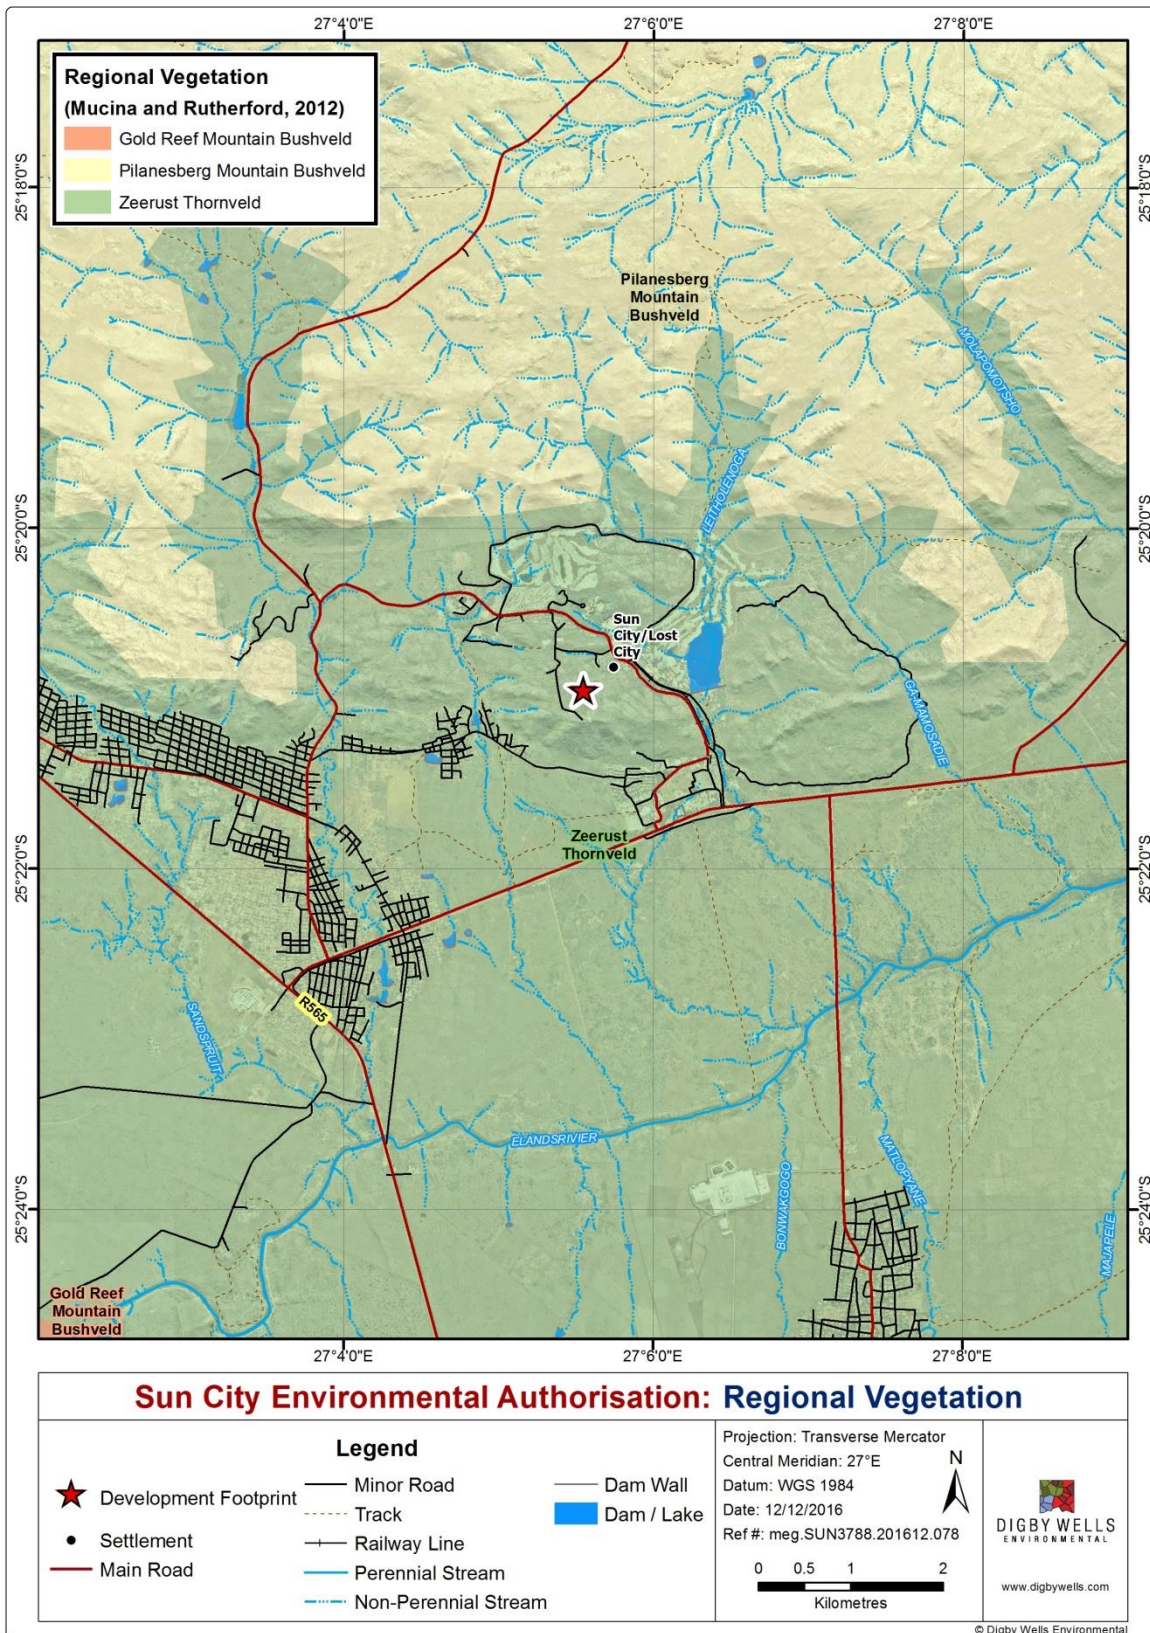 27°4'0"E
27°6'0"E
27°8'0"E
Regional Vegetation
(Mucina and Rutherford, 2012)
Gold Reef Mountain Bushveld
Pilanesberg Mountain Bushveld
Zeerust Thornveld
25°18'0"S
25°18'0"S
Pilanesberg
Mountain
Bushveld
MOLAPOMOTSHO
LEITHOLENOGA
25°20'0"S
25°20'0"S
Sun
City/Lost
City
GA-MAMOSADIE
Zeerust
Thornveld
25°22'0"S
25°22'0"S
R565
SANDSPRUIT
ELANDSRIVIER
BONWAKGOGO
MATLOPYANE
MAJAPELE
25°24'0"S
25°24'0"S
Gold Reef
Mountain
Bushveld
27°4'0"E
27°6'0"E
27°8'0"E
Sun City Environmental Authorisation: Regional Vegetation
Legend
Development Footprint
Settlement
Main Road
Minor Road
Track
Railway Line
Perennial Stream
Non-Perennial Stream
Dam Wall
Dam / Lake
Projection: Transverse Mercator
Central Meridian: 27°E
Datum: WGS 1984
Date: 12/12/2016
Ref #: meg.SUN3788.201612.078
N
0 0.5 1 2
Kilometres
DIGBY WELLS
ENVIRONMENTAL
www.digbywells.com
© Digby Wells Environmental